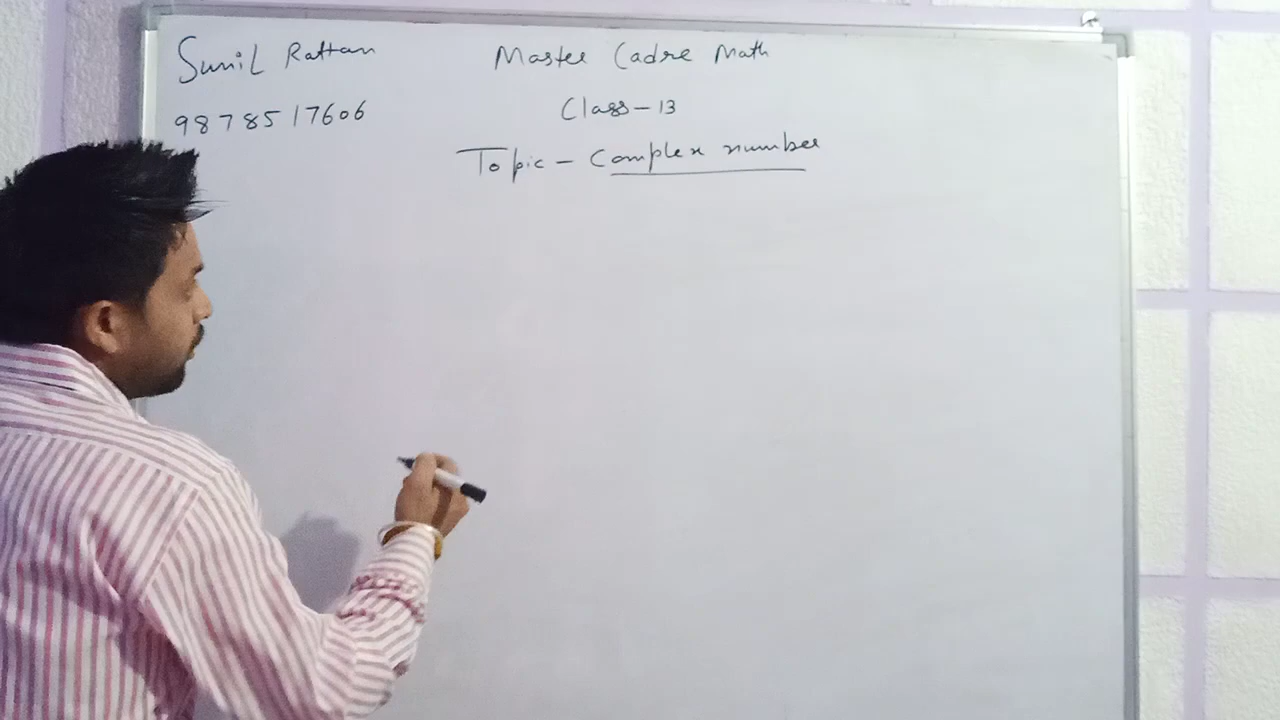 Sunil Rattan
9878517606
Master Cadre Math
Class-13
Topic - Complex number